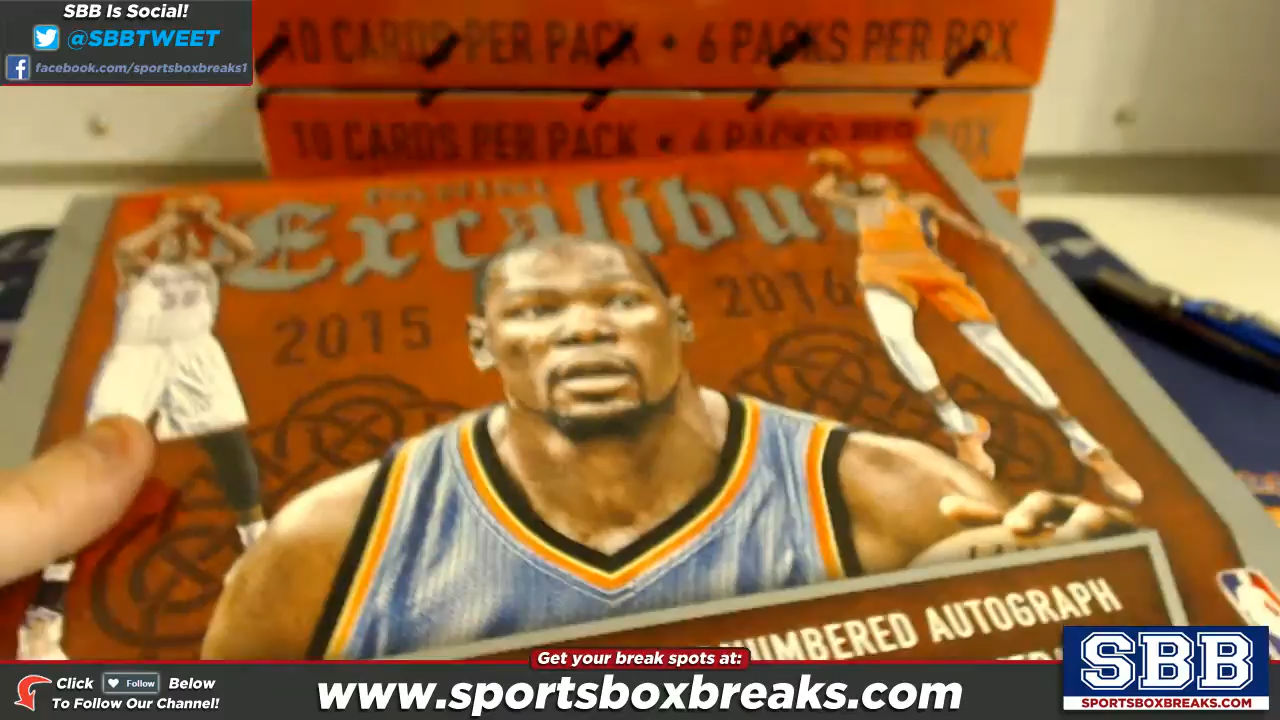 SBB Is Social!
@SBBTWEET
facebook.com/sportsboxbreaks1
10 CARDS PER PACK • 6 PACKS PER BOX
10 CARDS PER PACK • 6 PACKS PER BOX
Excalibur
2015 2016
NUMBERED AUTOGRAPH
Get your break spots at:
Click Follow Below
To Follow Our Channel!
www.sportsboxbreaks.com
SBB
SPORTSBOXBREAKS.COM